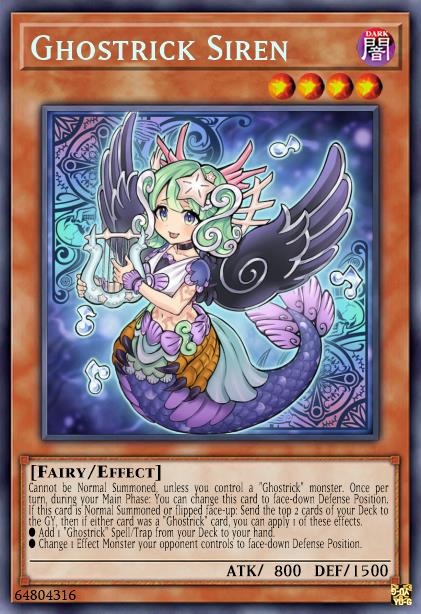 GHOSTRICK SIREN
DARK
闇
[FAIRY/EFFECT]
Cannot be Normal Summoned, unless you control a "Ghostrick" monster. Once per
turn, during your Main Phase: You can change this card to face-down Defense Position.
If this card is Normal Summoned or flipped face-up: Send the top 2 cards of your Deck to
the GY, then if either card was a "Ghostrick" card, you can apply 1 of these effects.
● Add 1 "Ghostrick" Spell/Trap from your Deck to your hand.
● Change 1 Effect Monster your opponent controls to face-down Defense Position.
ATK/ 800 DEF/1500
64804316